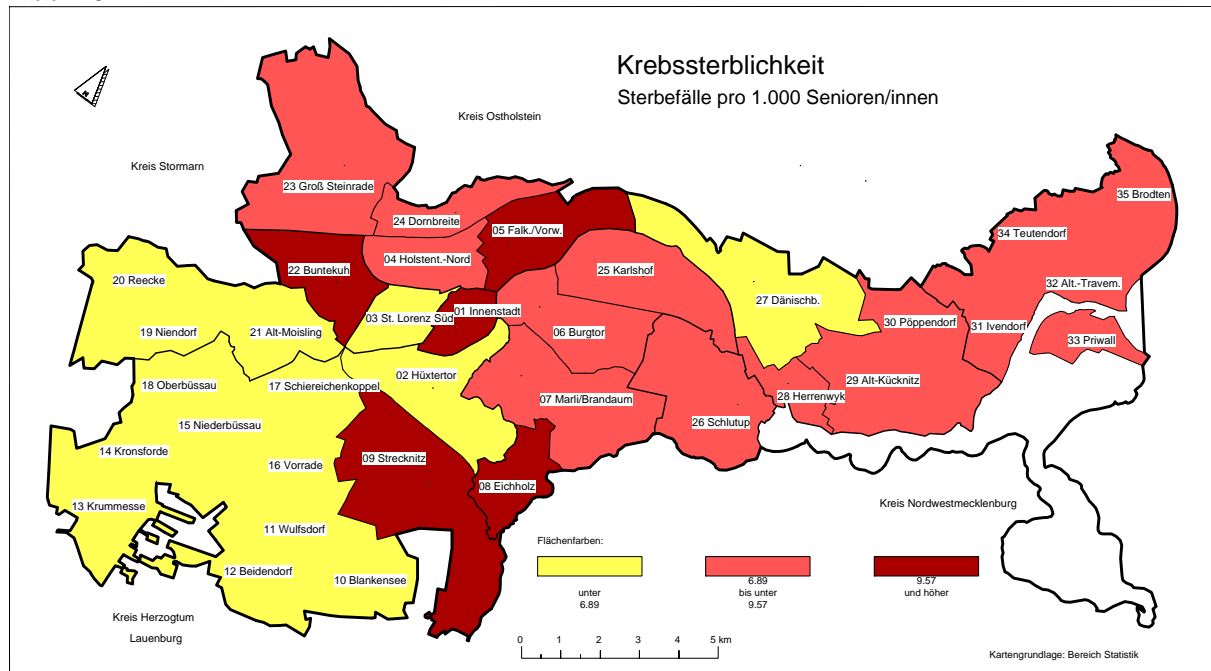 Krebssterblichkeit
Sterbefälle pro 1.000 Senioren/innen
Kreis Ostholstein
Kreis Stormarn
23 Groß Steinrade
35 Brodten
24 Dornbreite
05 Falk./Vorw.
34 Teutendorf
04 Holstent.-Nord
22 Buntekuh
25 Karlshof
20 Reecke
32 Alt.-Travem.
27 Dänischb.
01 Innenstadt
03 St. Lorenz Süd
30 Pöppendorf
19 Niendorf
21 Alt-Moisling
06 Burgtor
31 Ivendorf
33 Priwall
02 Hüxtertor
29 Alt-Kücknitz
18 Oberbüssau
17 Schiereichenkoppel
28 Herrenwyk
07 Marli/Brandaum
26 Schlutup
15 Niederbüssau
14 Kronsforde
09 Strecknitz
16 Vorrade
08 Eichholz
13 Krummesse
Kreis Nordwestmecklenburg
11 Wulfsdorf
12 Beidendorf
10 Blankensee
Flächenfarben:
unter
6.89
6.89
bis unter
9.57
9.57
und höher
Kreis Herzogtum
Lauenburg
0 1 2 3 4 5 km
Kartengrundlage: Bereich Statistik